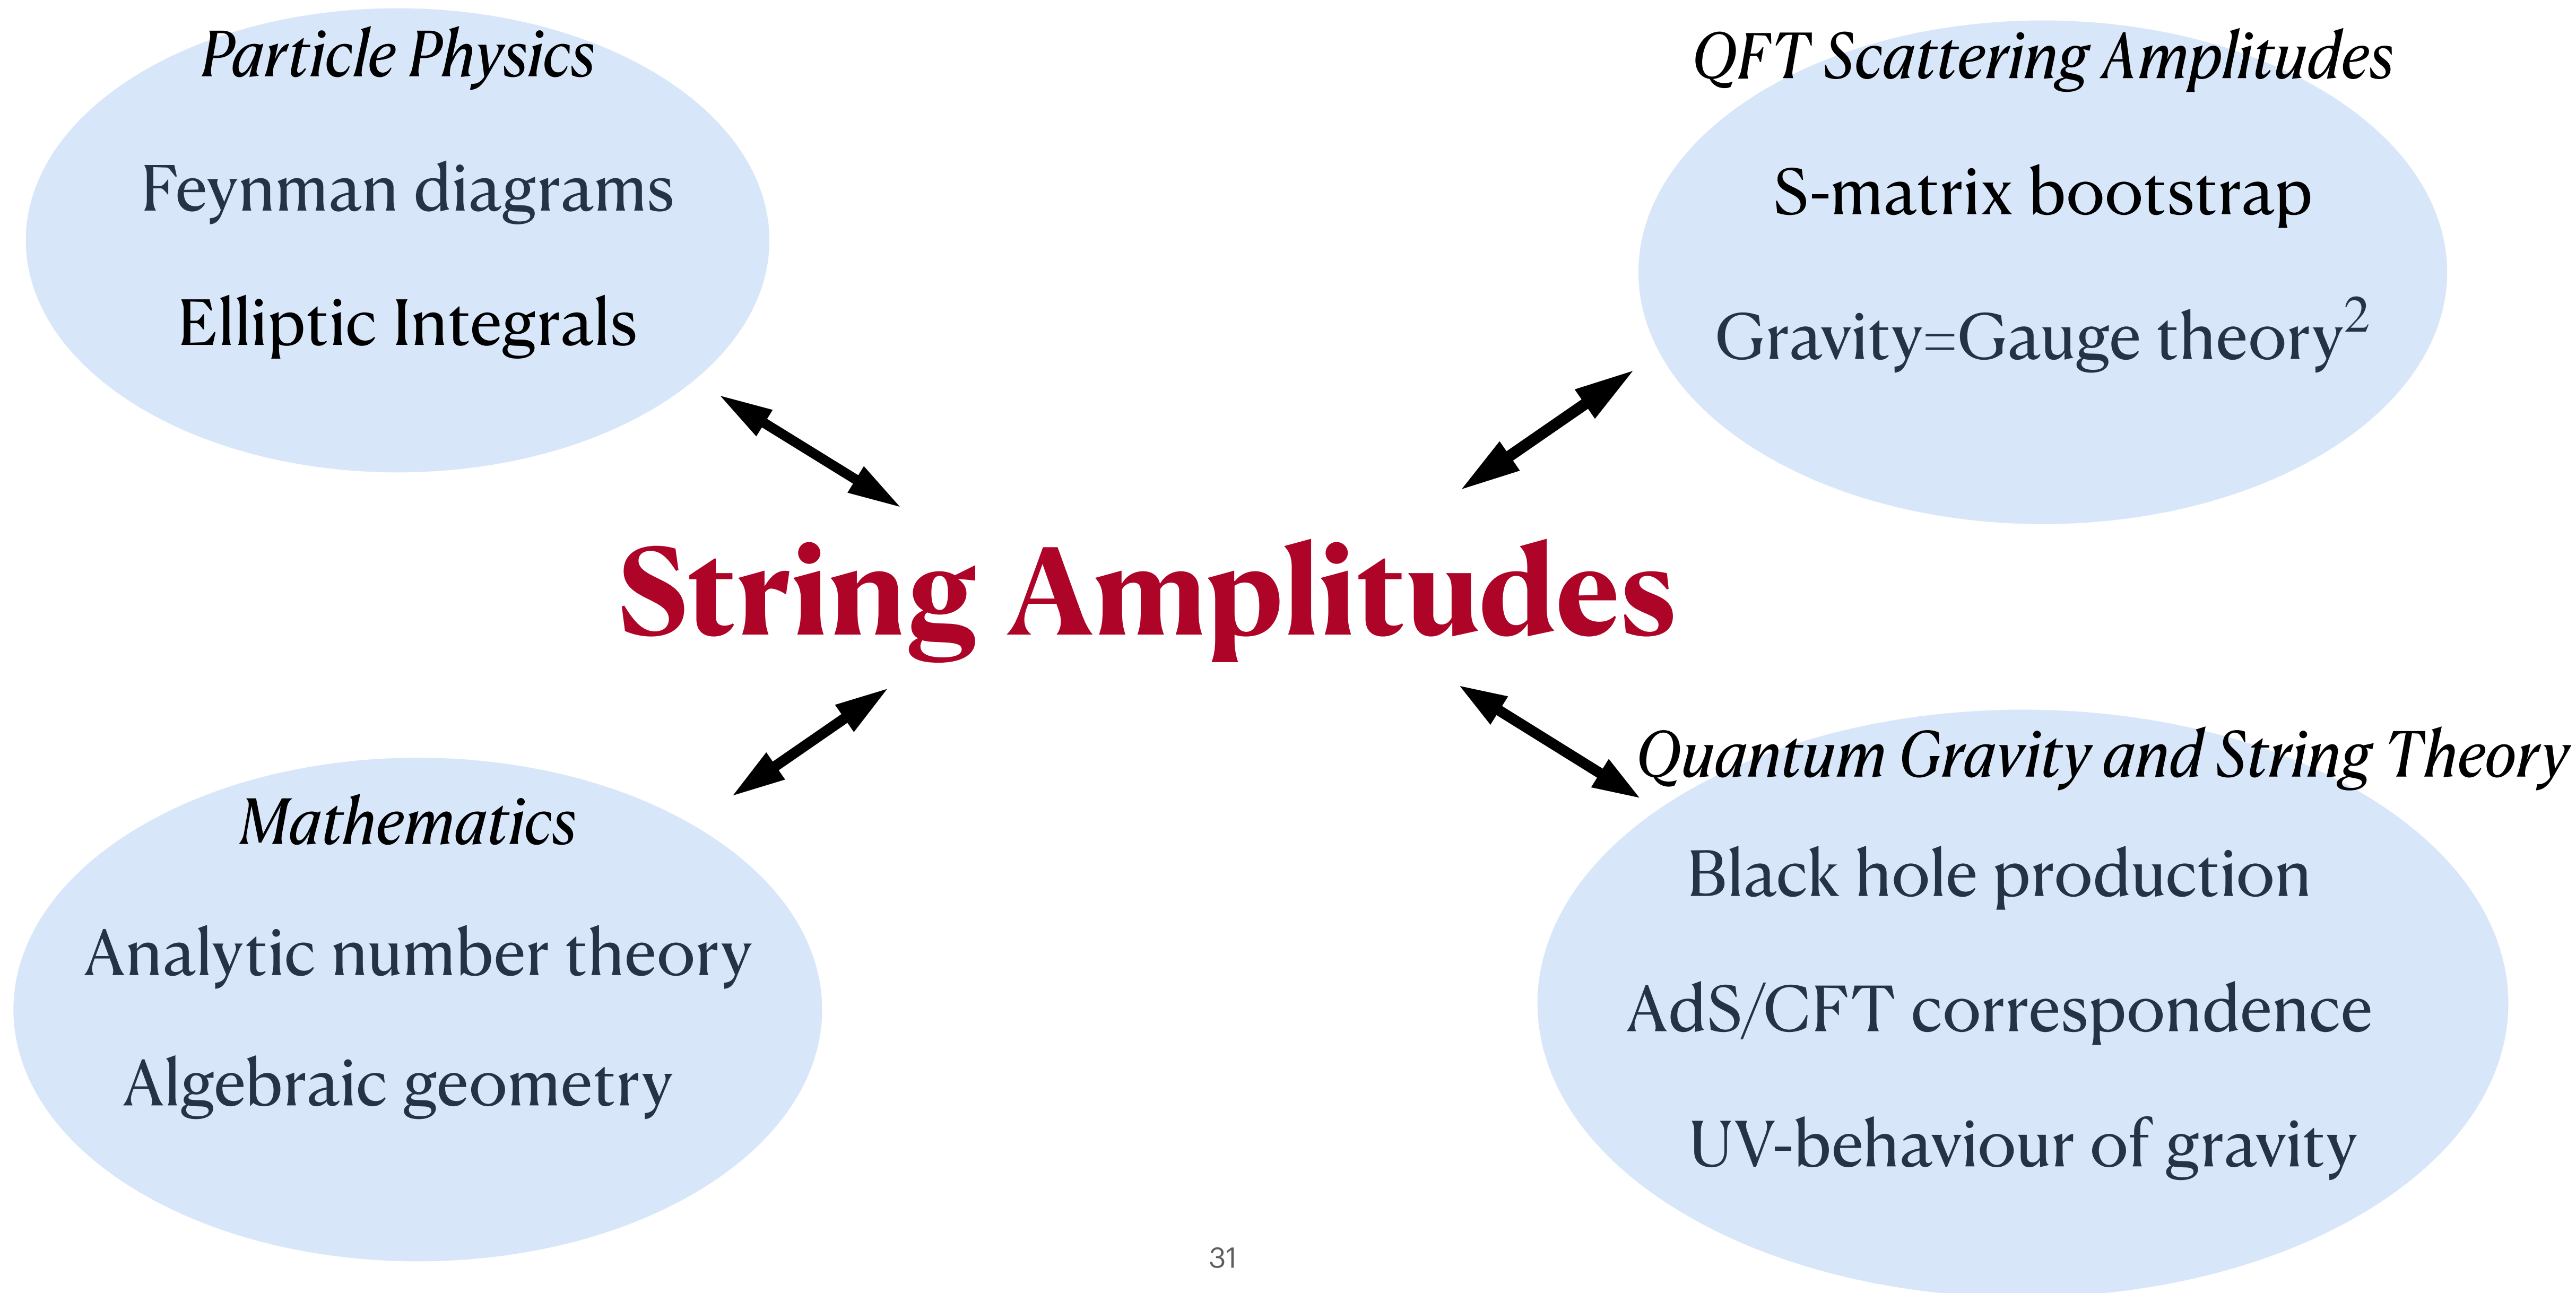 Particle Physics
Feynman diagrams
Elliptic Integrals
QFT Scattering Amplitudes
S-matrix bootstrap
Gravity=Gauge theory²
String Amplitudes
Mathematics
Analytic number theory
Algebraic geometry
Quantum Gravity and String Theory
Black hole production
AdS/CFT correspondence
UV-behaviour of gravity
31